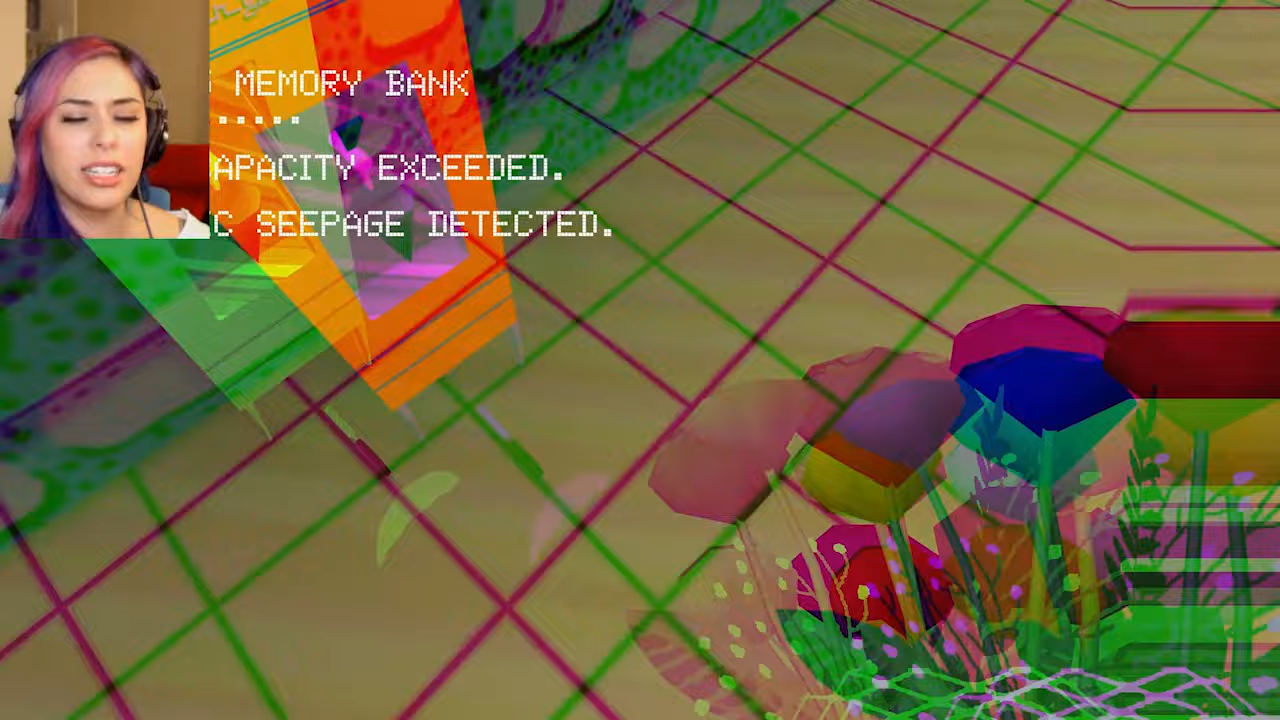 MEMORY BANK
.....
APACITY EXCEEDED.
C SEEPAGE DETECTED.